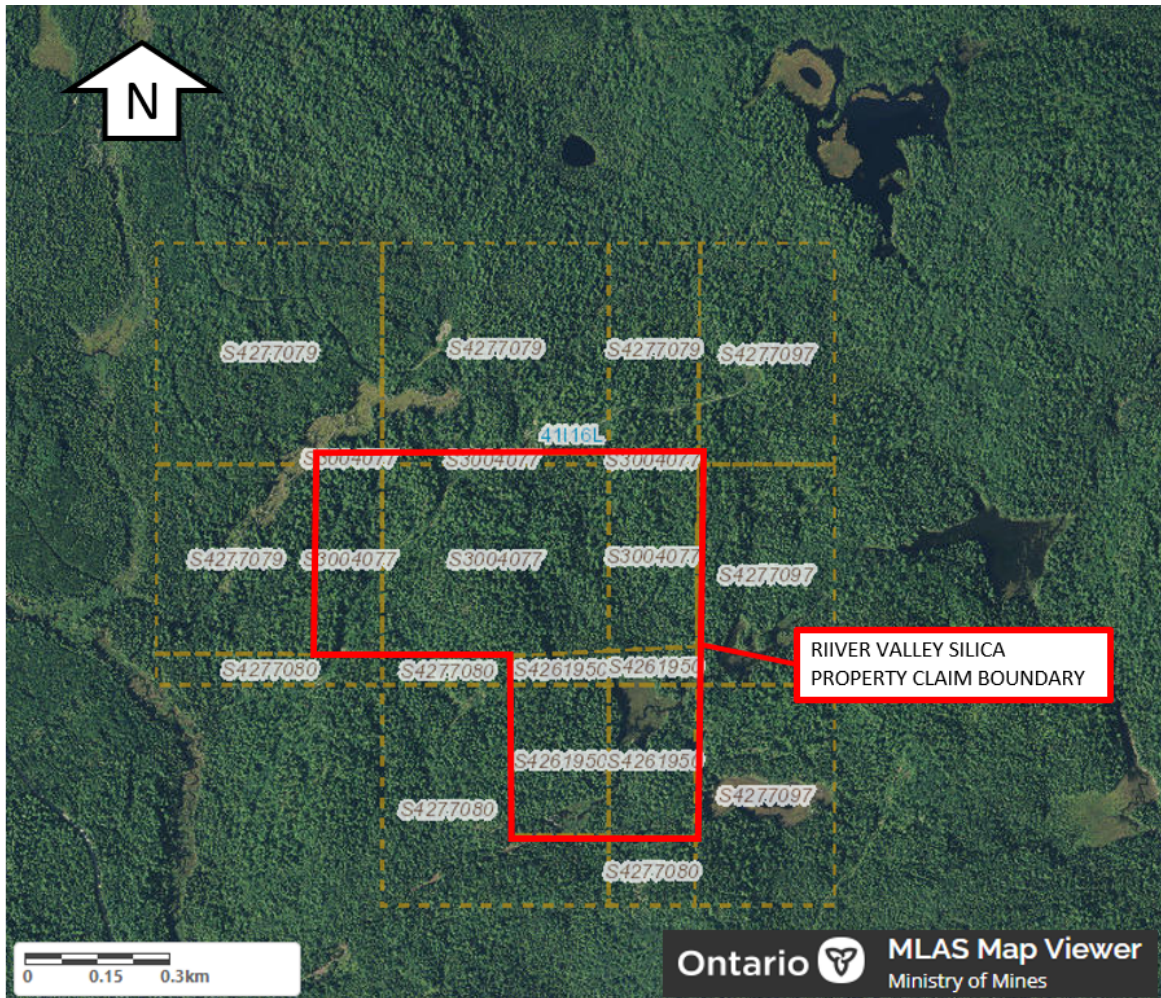 N
S4277079
S4277079
S4277079
S4277097
41I16L
S3004077
S3004077
S3004077
S4277079
S3004077
S3004077
S3004077
S4277097
RIIVER VALLEY SILICA
PROPERTY CLAIM BOUNDARY
S4277080
S4277080
S4261950
S4261950
S4261950
S4261950
S4277097
S4277080
S4277080
0 0.15 0.3km
Ontario
MLAS Map Viewer
Ministry of Mines